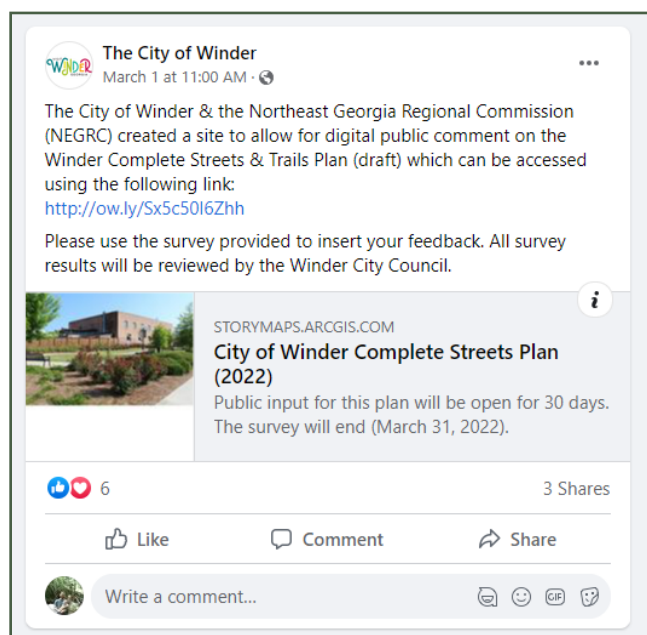 WINDER
The City of Winder
March 1 at 11:00 AM ·
The City of Winder & the Northeast Georgia Regional Commission
(NEGRC) created a site to allow for digital public comment on the
Winder Complete Streets & Trails Plan (draft) which can be accessed
using the following link:
http://ow.ly/Sx5c50I6Zhh
Please use the survey provided to insert your feedback. All survey
results will be reviewed by the Winder City Council.
i
STORYMAPS.ARCGIS.COM
City of Winder Complete Streets Plan
(2022)
Public input for this plan will be open for 30 days.
The survey will end (March 31, 2022).
6
3 Shares
Like
Comment
Share
Write a comment...
GIF